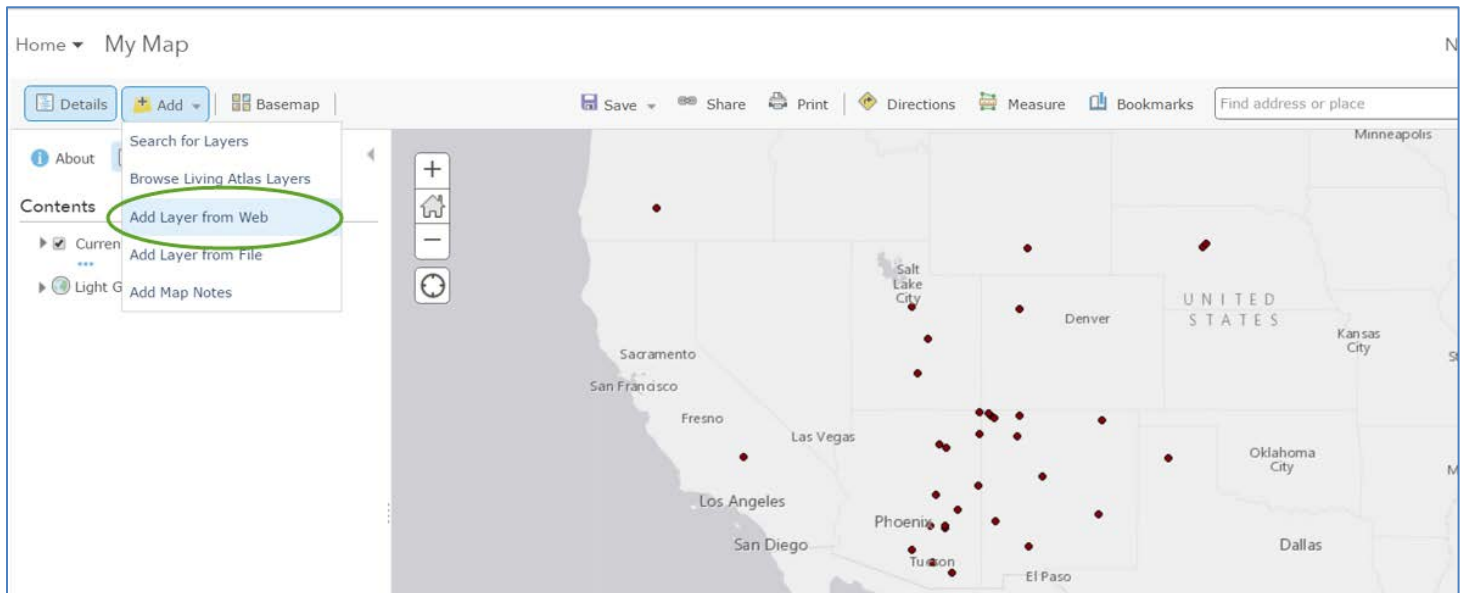 Home My Map N
Details Add Basemap Save Share Print Directions Measure Bookmarks Find address or place
Search for Layers
About
Browse Living Atlas Layers
Contents
Add Layer from Web
Curren
Add Layer from File
Light G
Add Map Notes
Minneapolis
Salt
Lake
City
UNITED
STATES
Denver
Kansas
City
Sacramento
San Francisco
Fresno
Las Vegas
Oklahoma
City
Los Angeles
Phoenix
San Diego
Dallas
Tucson
El Paso